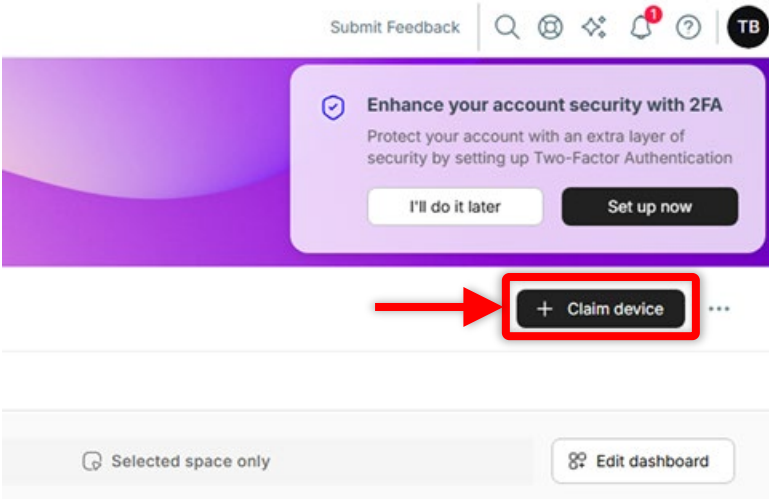 Submit Feedback
1
TB
Enhance your account security with 2FA
Protect your account with an extra layer of
security by setting up Two-Factor Authentication
I'll do it later
Set up now
+ Claim device
Selected space only
Edit dashboard